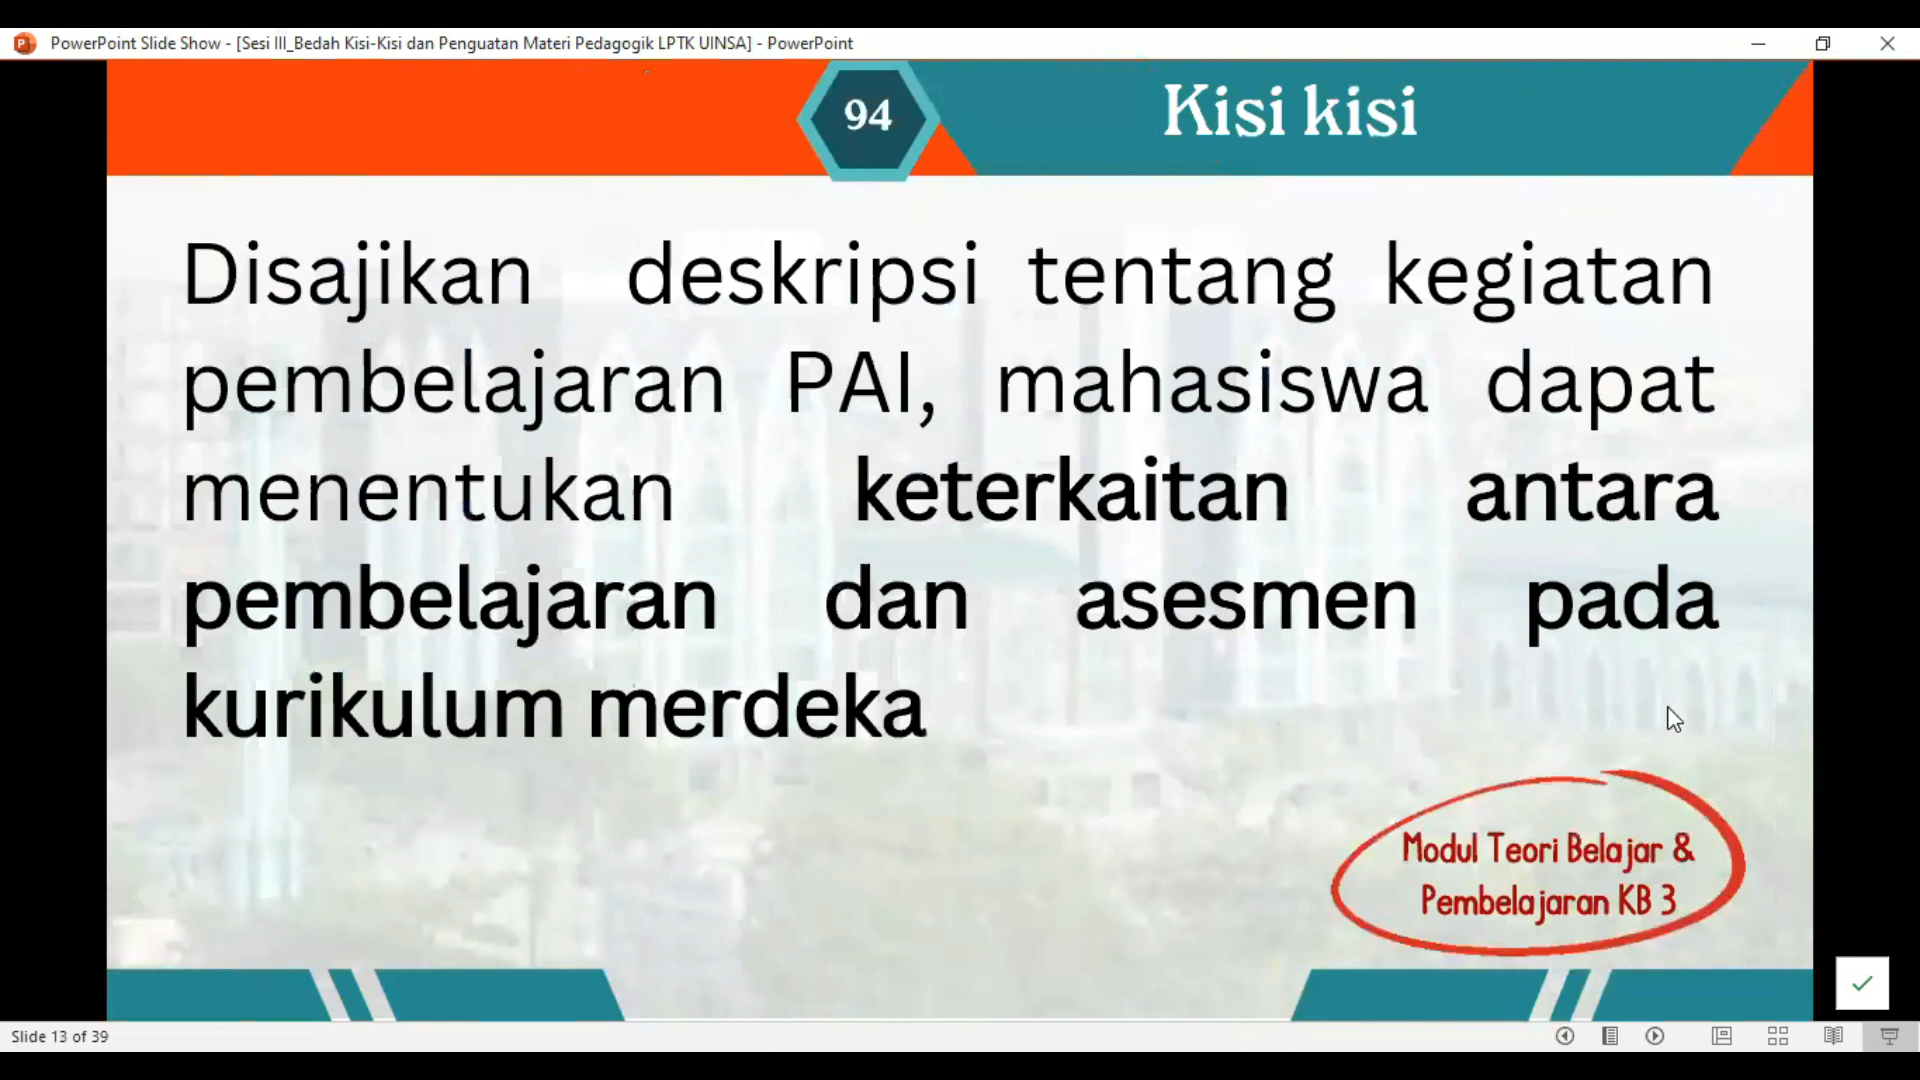 PowerPoint Slide Show - [Sesi III_Bedah Kisi-Kisi dan Penguatan Materi Pedagogik LPTK UINSA] - PowerPoint
94
Kisi kisi
Disajikan deskripsi tentang kegiatan
pembelajaran PAI, mahasiswa dapat
menentukan keterkaitan antara
pembelajaran dan asesmen pada
kurikulum merdeka
Modul Teori Belajar &
Pembelajaran KB 3
Slide 13 of 39